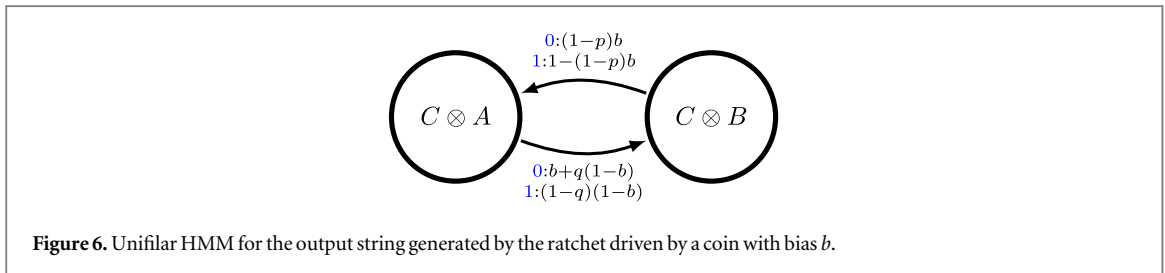 0:(1−p)b
1:1−(1−p)b
C ⊗ A
C ⊗ B
0:b+q(1−b)
1:(1−q)(1−b)
Figure 6. Unifilar HMM for the output string generated by the ratchet driven by a coin with bias b.